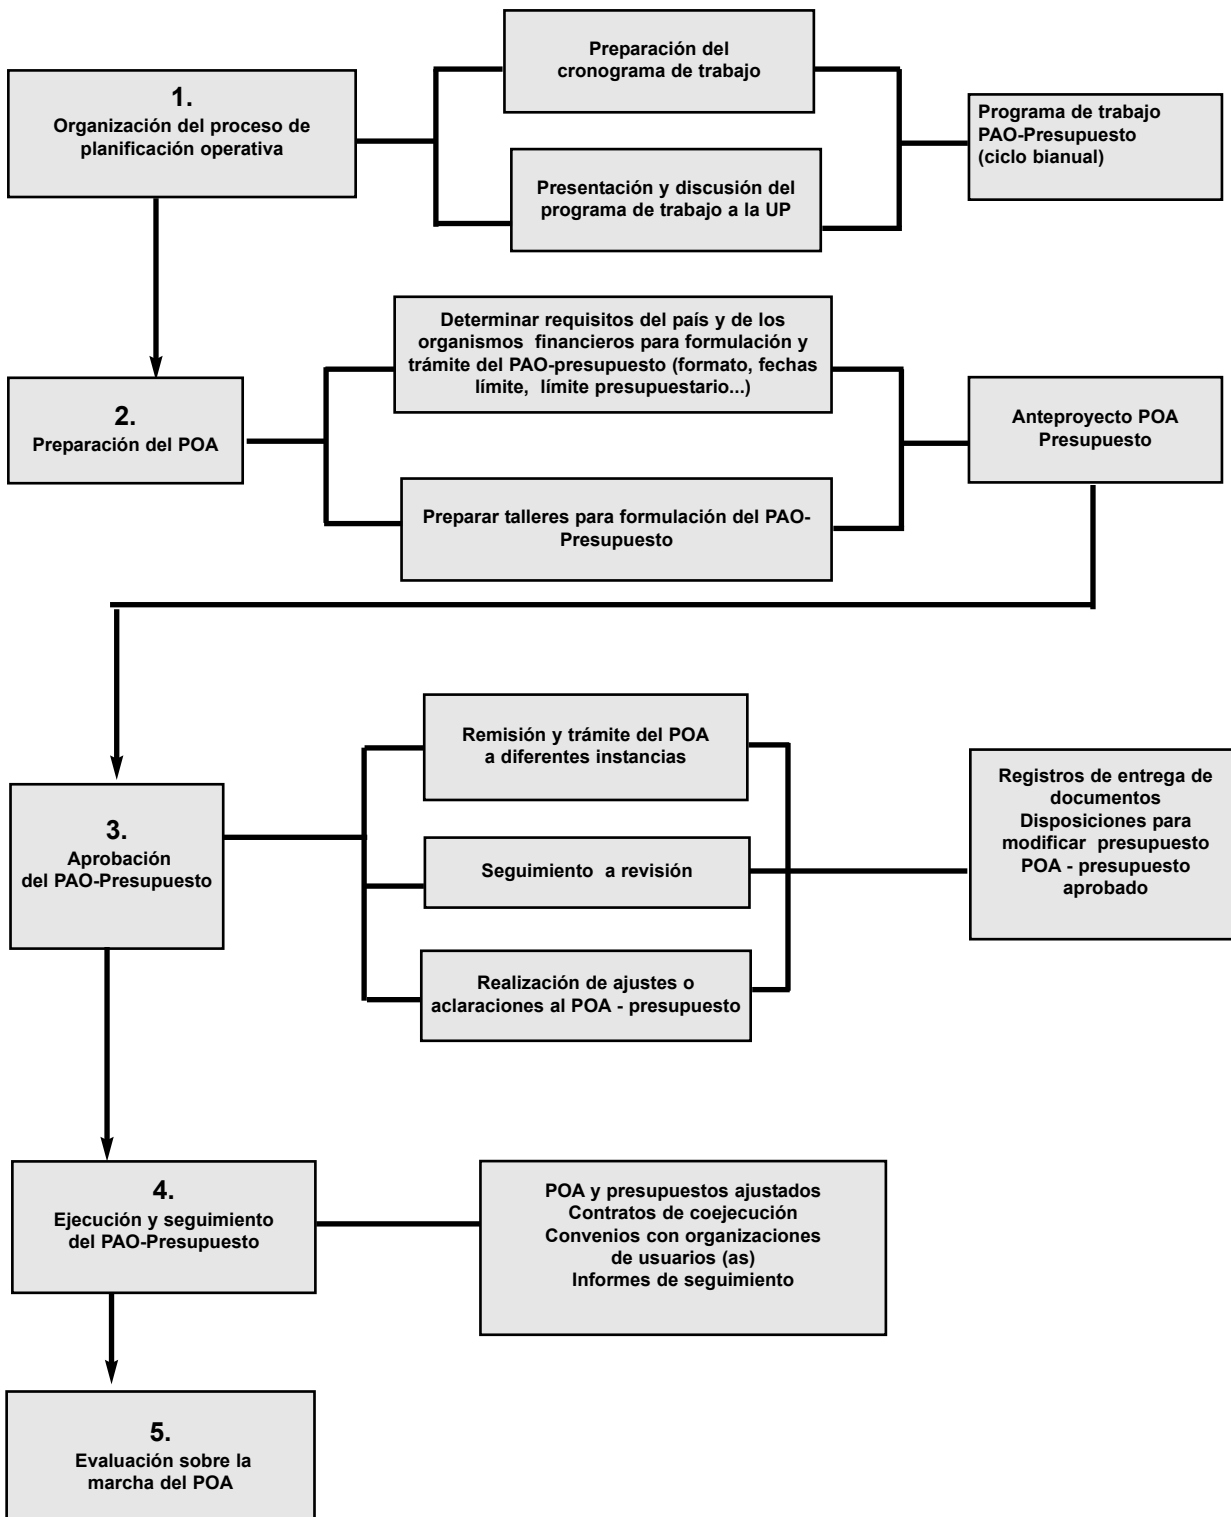 1.
Organización del proceso de
planificación operativa
Preparación del
cronograma de trabajo
Presentación y discusión del
programa de trabajo a la UP
Programa de trabajo
PAO-Presupuesto
(ciclo bianual)
2.
Preparación del POA
Determinar requisitos del país y de los
organismos financieros para formulación y
trámite del PAO-presupuesto (formato, fechas
límite, límite presupuestario...)
Preparar talleres para formulación del PAO-
Presupuesto
Anteproyecto POA
Presupuesto
3.
Aprobación
del PAO-Presupuesto
Remisión y trámite del POA
a diferentes instancias
Seguimiento a revisión
Realización de ajustes o
aclaraciones al POA - presupuesto
Registros de entrega de
documentos
Disposiciones para
modificar presupuesto
POA - presupuesto
aprobado
4.
Ejecución y seguimiento
del PAO-Presupuesto
POA y presupuestos ajustados
Contratos de coejecución
Convenios con organizaciones
de usuarios (as)
Informes de seguimiento
5.
Evaluación sobre la
marcha del POA